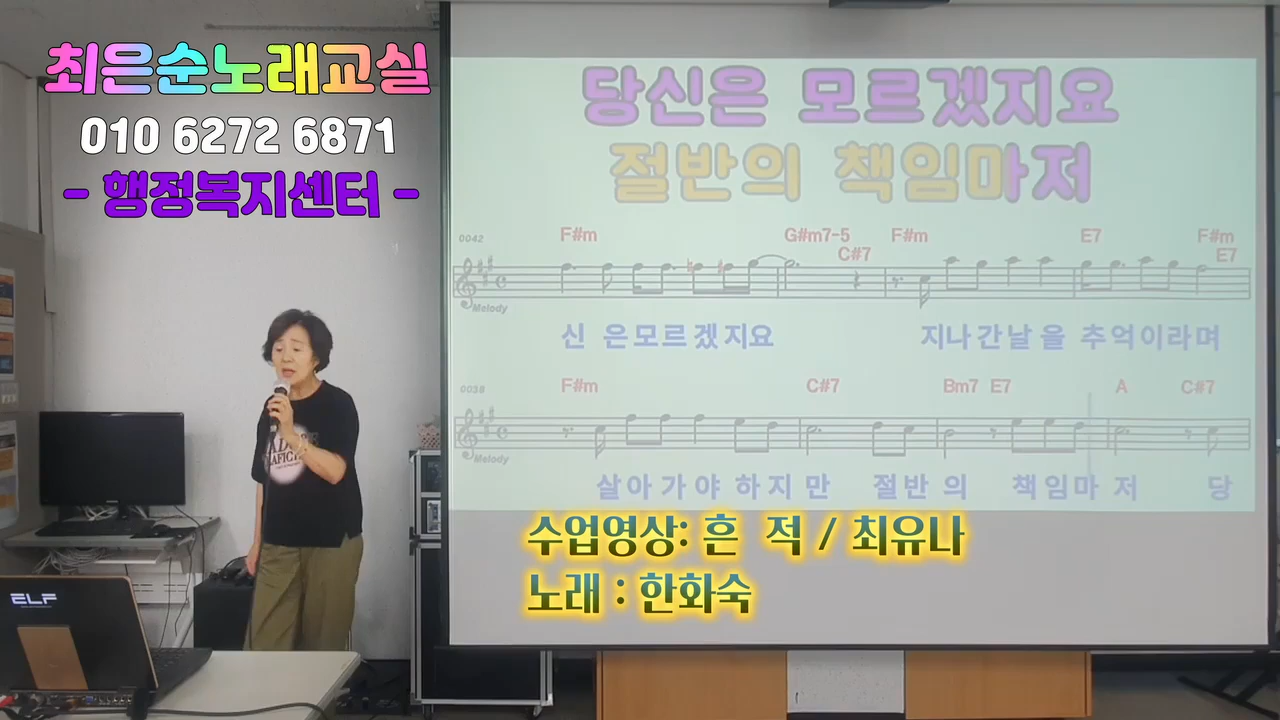 최은순노래교실
010 6272 6871
- 행정복지센터 -
당신은 모르겠지요
절반의 책임마저
0042
F#m G#m7-5 C#7 F#m E7 F#m E7
Melody
신 은모르겠지요 지나간날을 추억이라며
0038
F#m C#7 Bm7 E7 A C#7
Melody
살아가야하지만 절반의 책임마저 당
수업영상: 흔 적 / 최유나
노래 : 한화숙
ELF